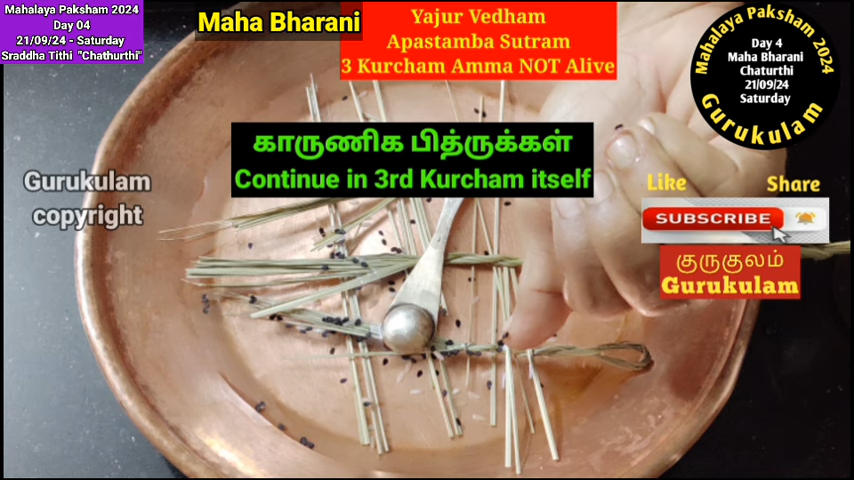 Mahalaya Paksham 2024
Day 04
21/09/24 - Saturday
Sraddha Tithi "Chathurthi"
Maha Bharani
Yajur Vedham
Apastamba Sutram
3 Kurcham Amma NOT Alive
Mahalaya Paksham 2024
Day 4
Maha Bharani
Chaturthi
21/09/24
Saturday
Gurukulam
காருணிக பித்ருக்கள்
Continue in 3rd Kurcham itself
Gurukulam
copyright
Like Share
SUBSCRIBE
குருகுலம்
Gurukulam